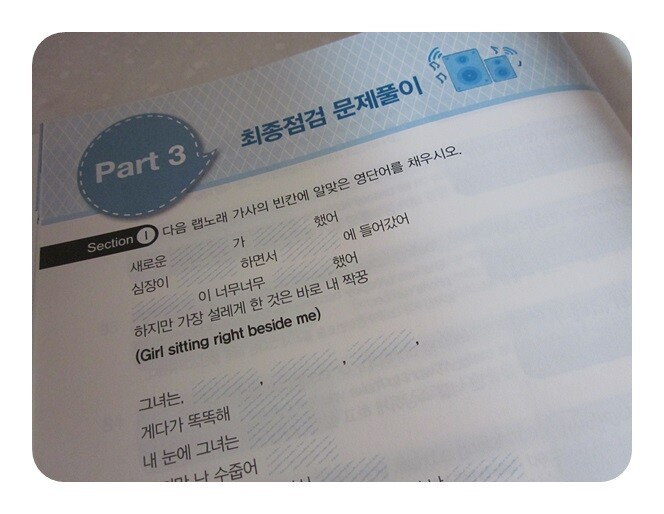 Part 3
최종점검 문제풀이
Section 1 다음 랩노래 가사의 빈칸에 알맞은 영단어를 채우시오.
새로운 가 했어
심장이 하면서 에 들어갔어
이 너무너무 했어
하지만 가장 설레게 한 것은 바로 내 짝꿍
(Girl sitting right beside me)
그녀는, , , ,
게다가 똑똑해
내 눈에 그녀는
난 수줍어